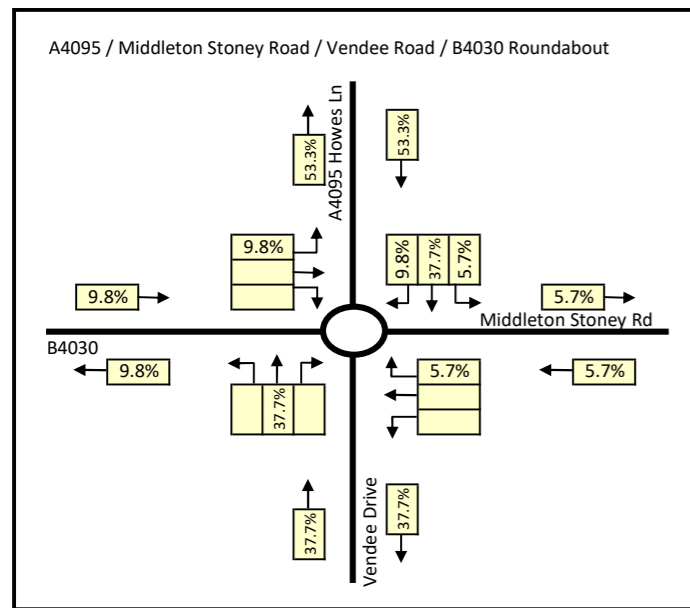 A4095 / Middleton Stoney Road / Vendee Road / B4030 Roundabout
53.3%
A4095 Howes Ln
53.3%
9.8%
9.8%
37.7%
5.7%
9.8%
5.7%
Middleton Stoney Rd
B4030
9.8%
37.7%
5.7%
5.7%
37.7%
Vendee Drive
37.7%